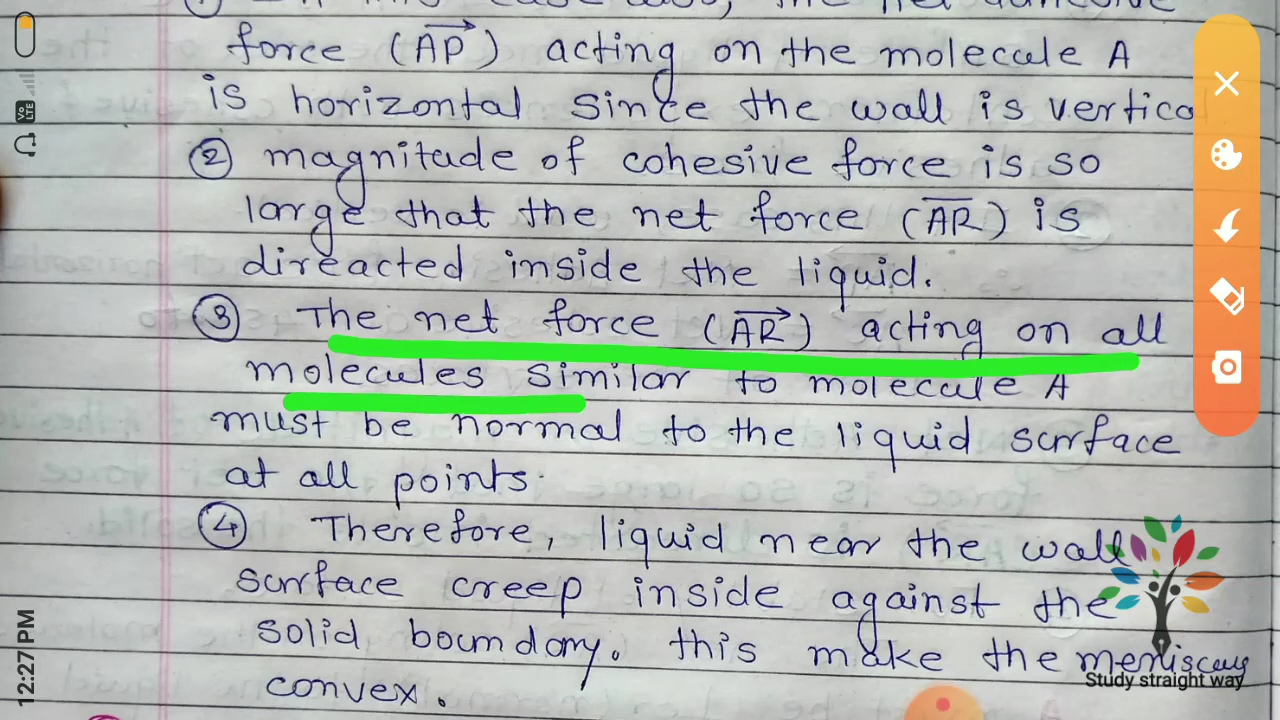 force (AP) acting on the molecule A
is horizontal since the wall is vertical
② magnitude of cohesive force is so
large that the net force (AR) is
direacted inside the liquid.
③ The net force (AR) acting on all
molecules similar to molecule A
must be normal to the liquid surface
at all points.
④ Therefore, liquid near the wall
surface creep inside against the
solid boundary. this make the meniscus
convex.
Study straight way
12:27 PM
VO LTE